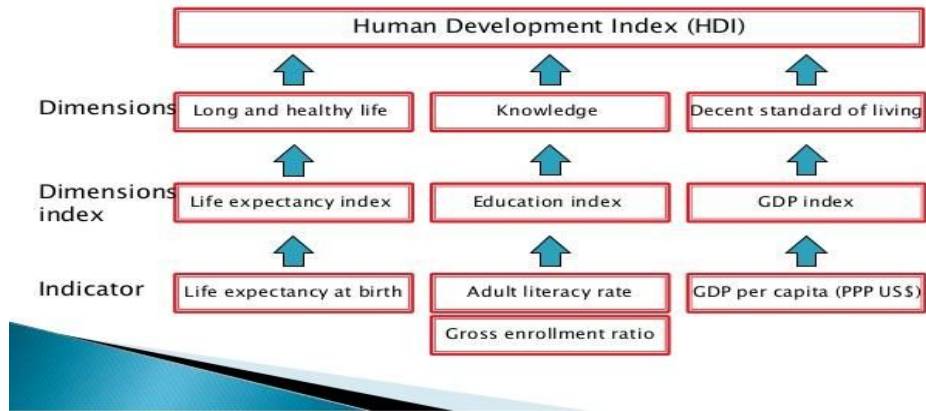 Human Development Index (HDI)
Dimensions
Long and healthy life
Knowledge
Decent standard of living
Dimensions
index
Life expectancy index
Education index
GDP index
Indicator
Life expectancy at birth
Adult literacy rate
GDP per capita (PPP US$)
Gross enrollment ratio